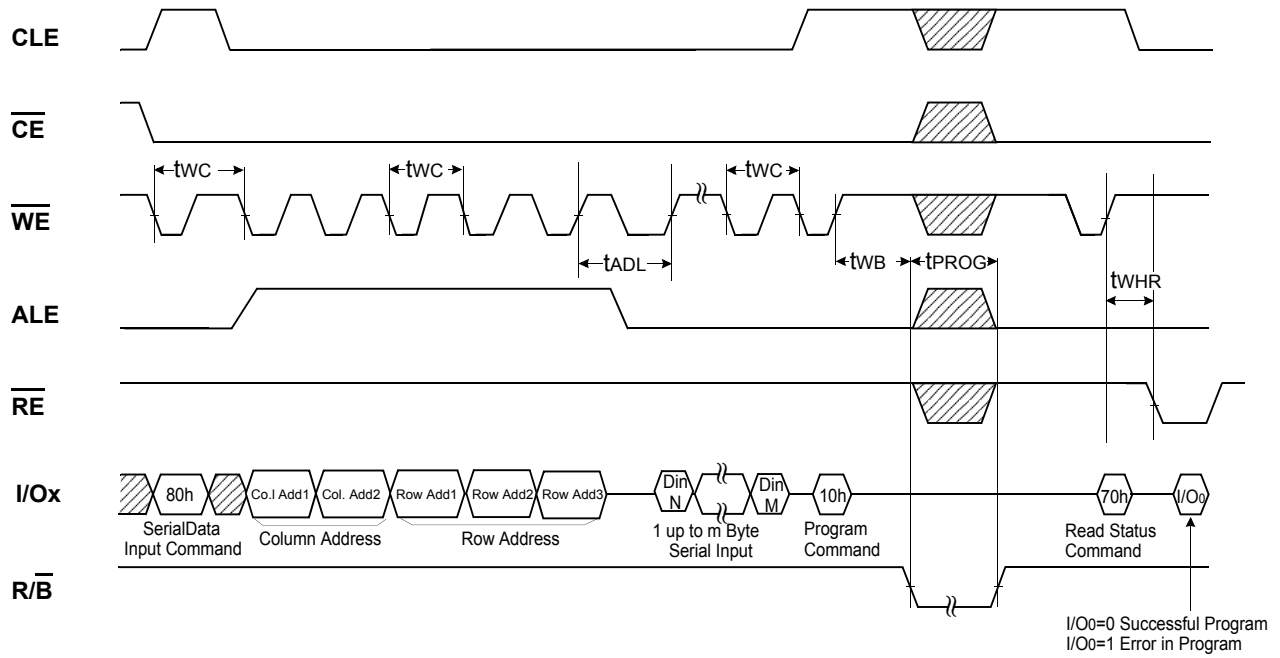 CLE
CE
tWC
tWC
tWC
WE
tADL
tWB
tPROG
tWHR
ALE
RE
I/Ox
80h
Co.l Add1
Col. Add2
Row Add1
Row Add2
Row Add3
Din N
Din M
10h
70h
I/O0
SerialData
Input Command
Column Address
Row Address
1 up to m Byte
Serial Input
Program
Command
Read Status
Command
R/B
I/O0=0 Successful Program
I/O0=1 Error in Program